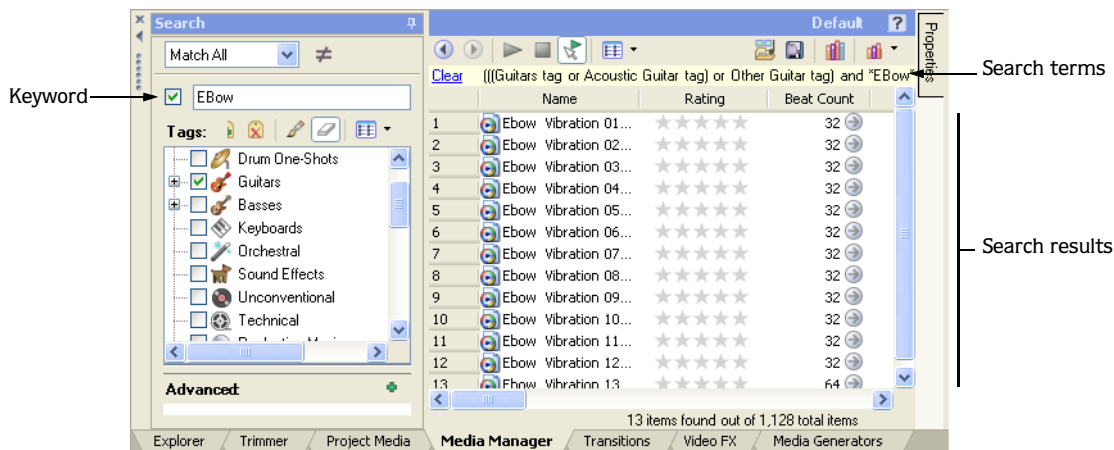 Search
Match All
Keyword
EBow
Tags:
Drum One-Shots
Guitars
Basses
Keyboards
Orchestral
Sound Effects
Unconventional
Technical
Advanced
Default
Properties
Clear (((Guitars tag or Acoustic Guitar tag) or Other Guitar tag) and *EBow*
Search terms
Name Rating Beat Count
1 Ebow Vibration 01... 32
2 Ebow Vibration 02... 32
3 Ebow Vibration 03... 32
4 Ebow Vibration 04... 32
5 Ebow Vibration 05... 32
6 Ebow Vibration 06... 32
7 Ebow Vibration 07... 32
8 Ebow Vibration 08... 32
9 Ebow Vibration 09... 32
10 Ebow Vibration 10... 32
11 Ebow Vibration 11... 32
12 Ebow Vibration 12... 32
13 Ebow Vibration 13 64
Search results
13 items found out of 1,128 total items
Explorer Trimmer Project Media Media Manager Transitions Video FX Media Generators